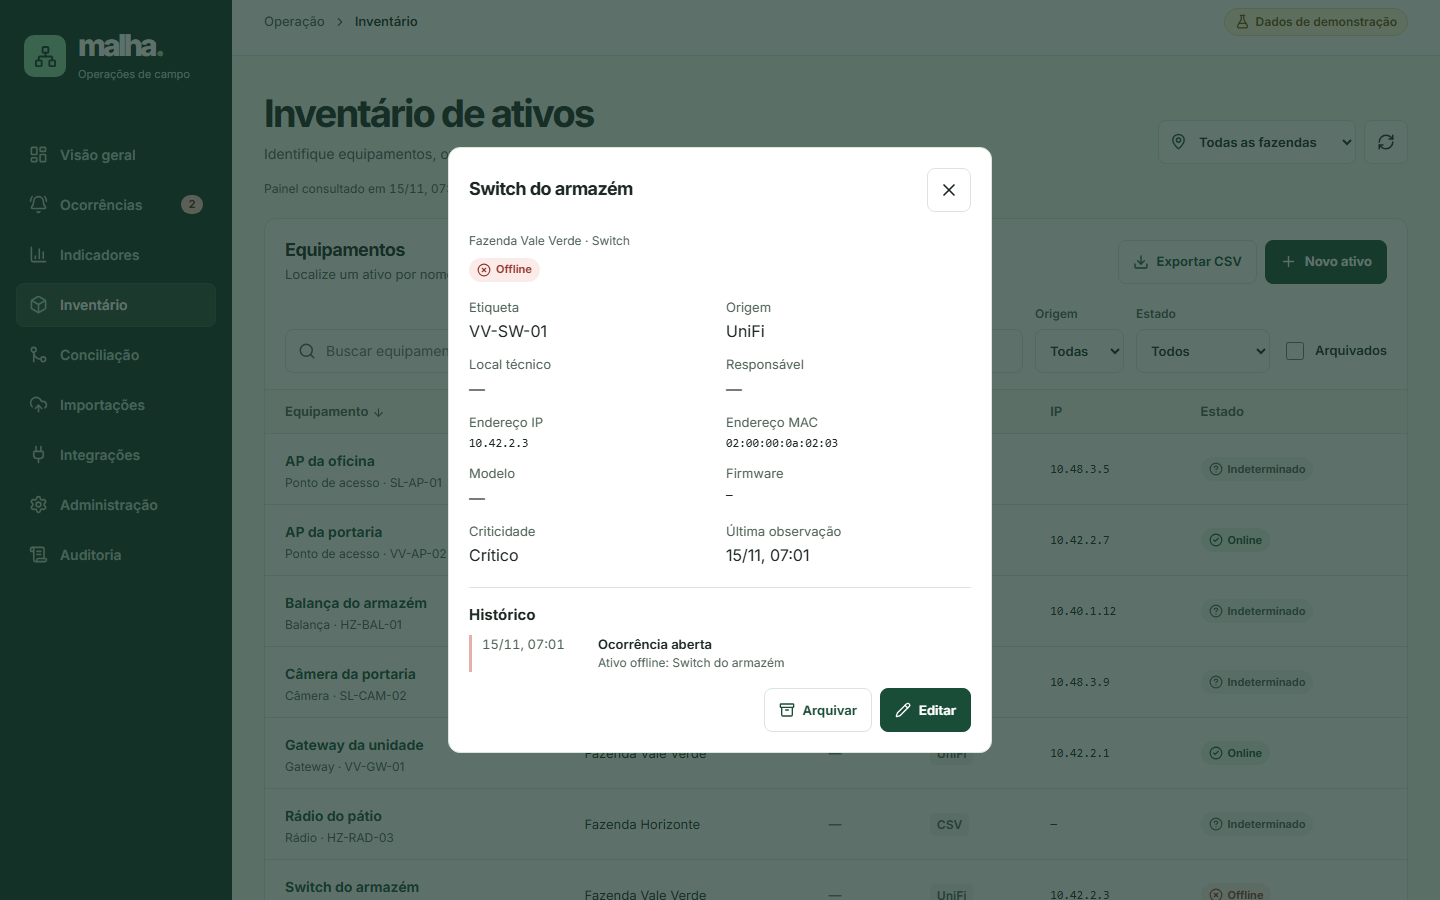 malha.
Operações de campo
Visão geral
Ocorrências 2
Indicadores
Inventário
Conciliação
Importações
Integrações
Administração
Auditoria
Operação > Inventário
Dados de demonstração
Inventário de ativos
Identifique equipamentos,
Todas as fazendas
Painel consultado em 15/11,
Equipamentos
Localize um ativo por
Exportar CSV
Novo ativo
Origem
Estado
Buscar
Todas
Todos
Arquivados
Equipamento ↓
IP
Estado
AP da oficina
Ponto de acesso · SL-AP-01
10.48.3.5
Indeterminado
AP da portaria
Ponto de acesso · VV-AP-02
10.42.2.7
Online
Balança do armazém
Balança · HZ-BAL-01
10.40.1.12
Indeterminado
Câmera da portaria
Câmera · SL-CAM-02
10.48.3.9
Indeterminado
Gateway da unidade
Gateway · VV-GW-01
Fazenda Vale Verde
—
UniFi
10.42.2.1
Online
Rádio do pátio
Rádio · HZ-RAD-03
Fazenda Horizonte
—
CSV
–
Indeterminado
Switch do armazém
Fazenda Vale Verde
—
UniFi
10.42.2.3
Offline
Switch do armazém
Fazenda Vale Verde · Switch
Offline
Etiqueta
VV-SW-01
Origem
UniFi
Local técnico
—
Responsável
—
Endereço IP
10.42.2.3
Endereço MAC
02:00:00:0a:02:03
Modelo
—
Firmware
–
Criticidade
Crítico
Última observação
15/11, 07:01
Histórico
15/11, 07:01
Ocorrência aberta
Ativo offline: Switch do armazém
Arquivar
Editar